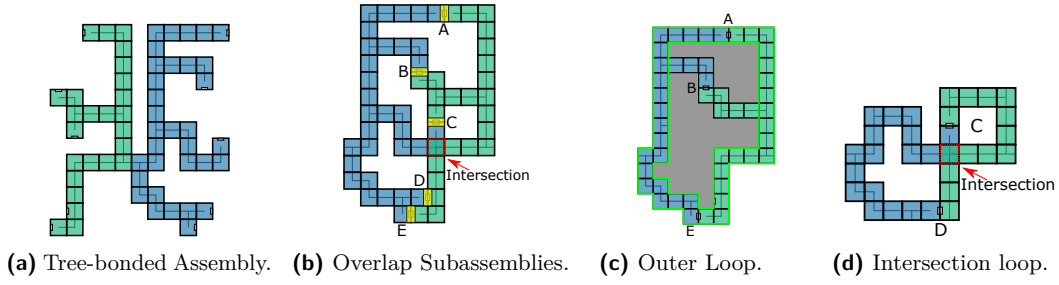 A
B
C
Intersection
D
E
A
B
E
C
Intersection
D
(a) Tree-bonded Assembly. (b) Overlap Subassemblies. (c) Outer Loop. (d) Intersection loop.